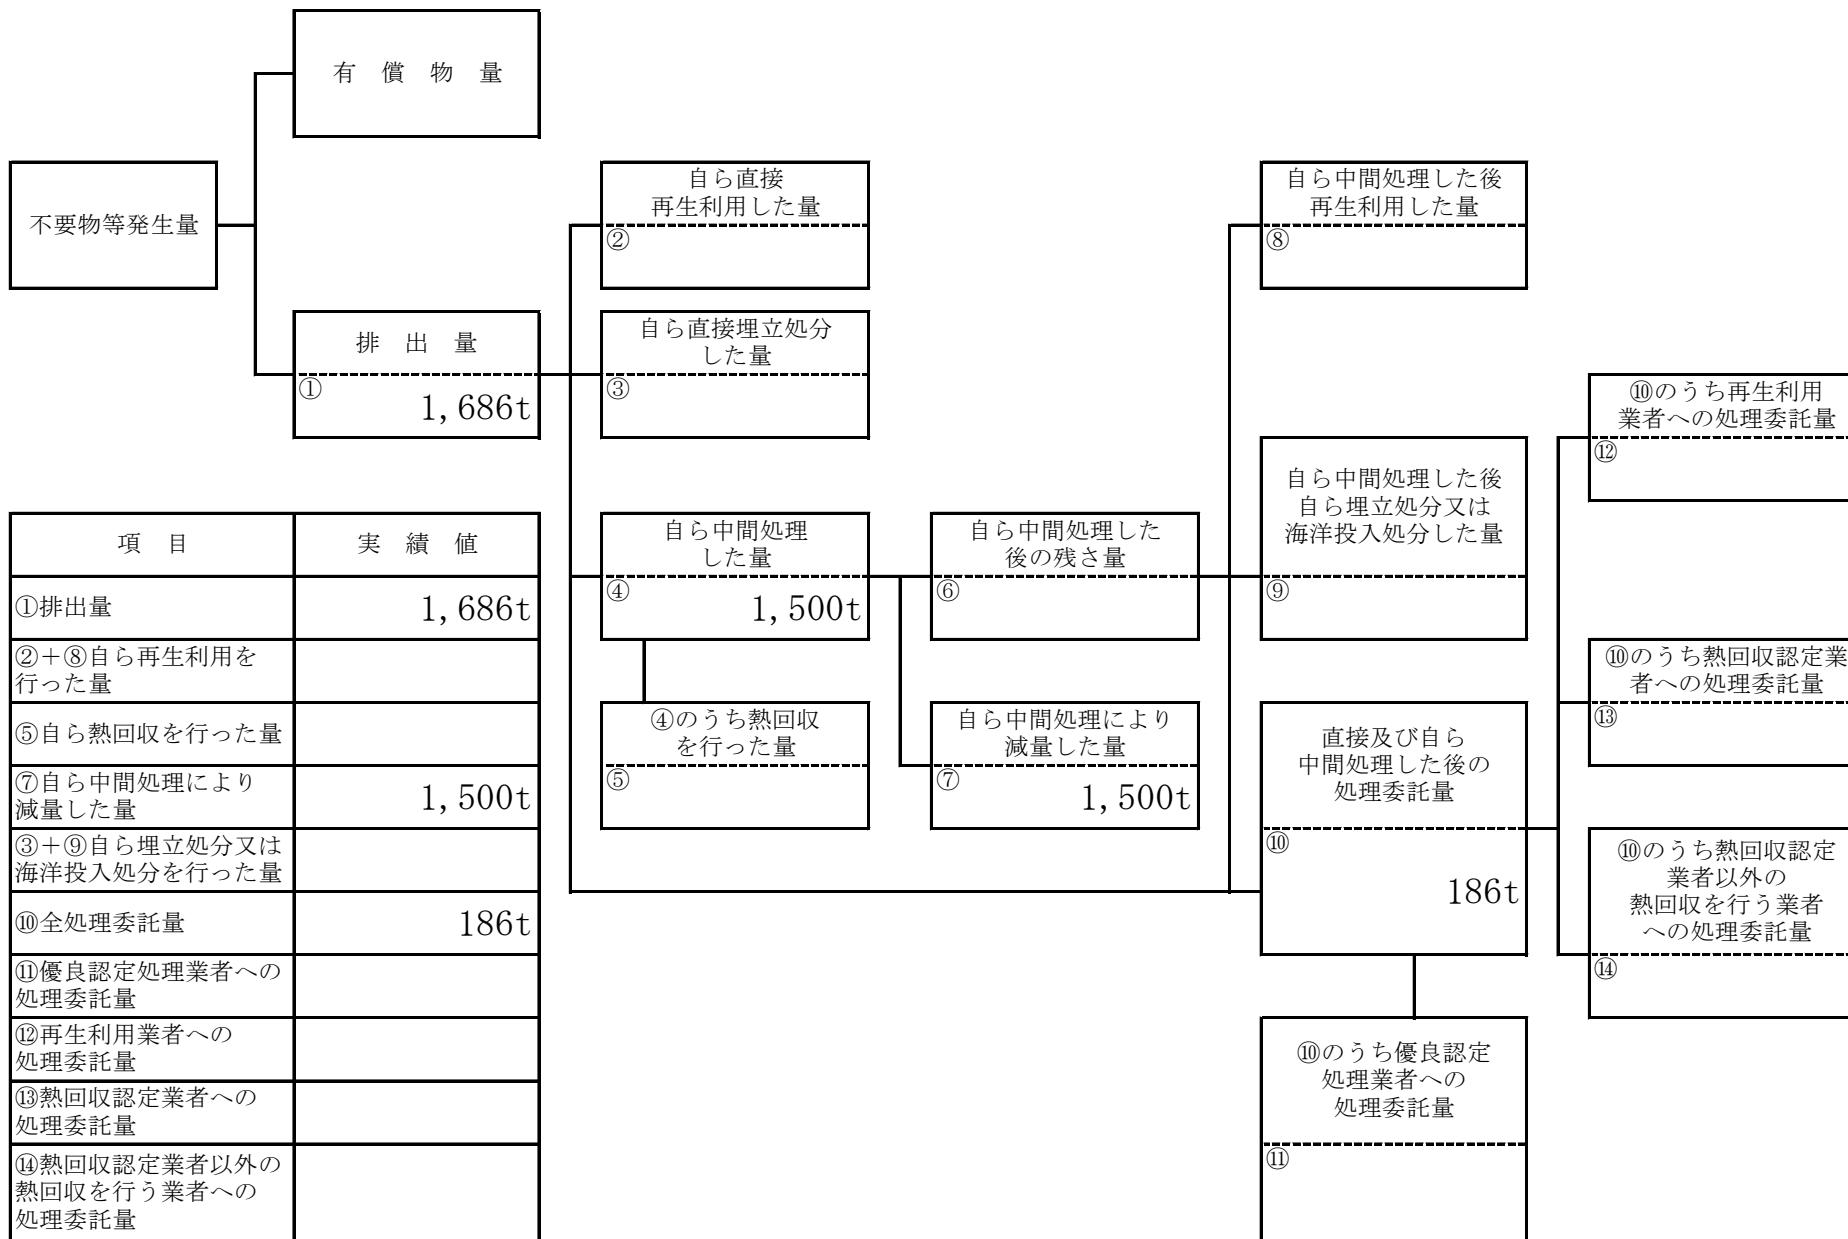 有 償 物 量
不要物等発生量
自ら直接
再生利用した量
②
自ら中間処理した後
再生利用した量
⑧
排 出 量
①
1,686t
自ら直接埋立処分
した量
③
⑩のうち再生利用
業者への処理委託量
⑫
自ら中間処理した後
自ら埋立処分又は
海洋投入処分した量
⑨
自ら中間処理
した量
④
1,500t
自ら中間処理した
後の残さ量
⑥
⑩のうち熱回収認定業
者への処理委託量
⑬
④のうち熱回収
を行った量
⑤
自ら中間処理により
減量した量
⑦
1,500t
直接及び自ら
中間処理した後の
処理委託量
⑩
186t
⑩のうち熱回収認定
業者以外の
熱回収を行う業者
への処理委託量
⑭
⑩のうち優良認定
処理業者への
処理委託量
⑪
項 目 実 績 値
①排出量 1,686t
②+⑧自ら再生利用を
行った量
⑤自ら熱回収を行った量
⑦自ら中間処理により
減量した量 1,500t
③+⑨自ら埋立処分又は
海洋投入処分を行った量
⑩全処理委託量 186t
⑪優良認定処理業者への
処理委託量
⑫再生利用業者への
処理委託量
⑬熱回収認定業者への
処理委託量
⑭熱回収認定業者以外の
熱回収を行う業者への
処理委託量